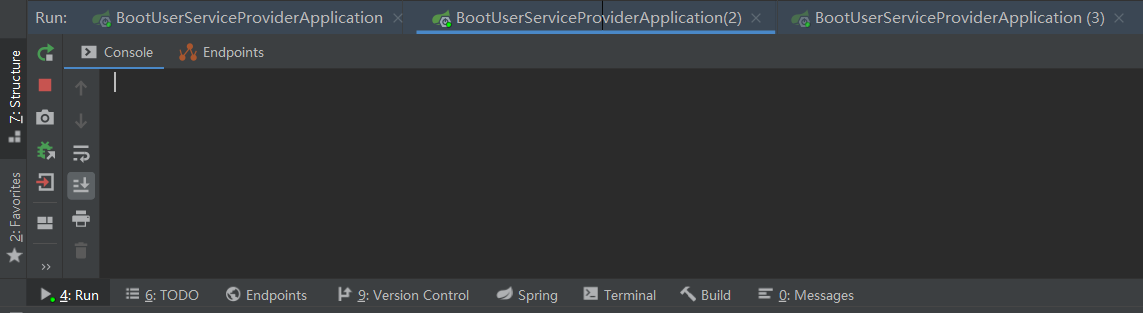 Run: BootUserServiceProviderApplication BootUserServiceProviderApplication(2) BootUserServiceProviderApplication (3)
Console Endpoints
7: Structure
2: Favorites
4: Run 6: TODO Endpoints 9: Version Control Spring Terminal Build 0: Messages